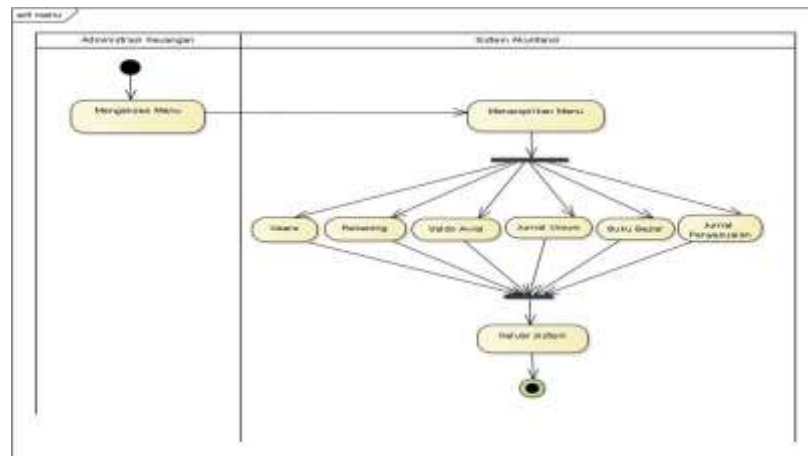 act menu
Administrasi Keuangan
Sistem Akuntansi
Mengakses Menu
Menampilkan Menu
Users
Rekening
Saldo Awal
Jurnal Umum
Buku Besar
Jurnal
Penyesuaian
Keluar sistem